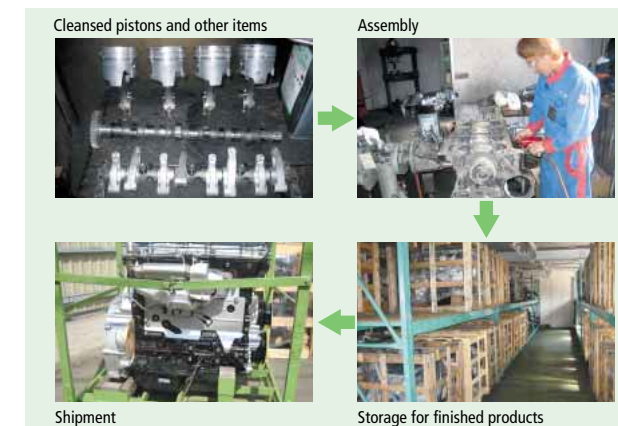 Cleansed pistons and other items
Assembly
Shipment
Storage for finished products